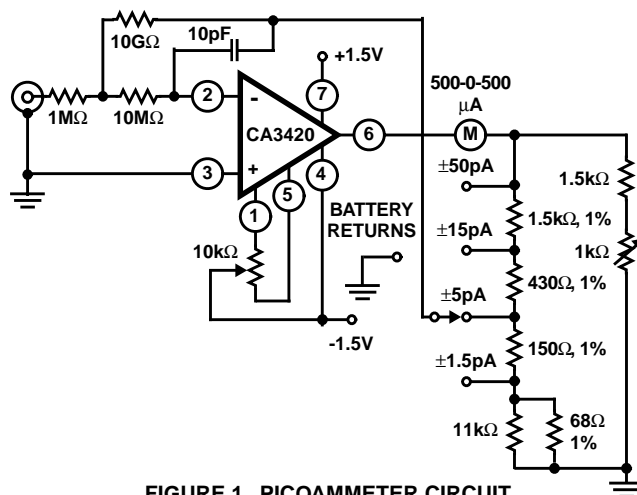 10GΩ
10pF
+1.5V
500-0-500
µA
1MΩ
10MΩ
2
-
7
CA3420
6
M
3
+
4
5
1
±50pA
1.5kΩ
BATTERY
RETURNS
1.5kΩ, 1%
±15pA
1kΩ
10kΩ
430Ω, 1%
±5pA
-1.5V
150Ω, 1%
±1.5pA
11kΩ
68Ω
1%
FIGURE 1. PICOAMMETER CIRCUIT